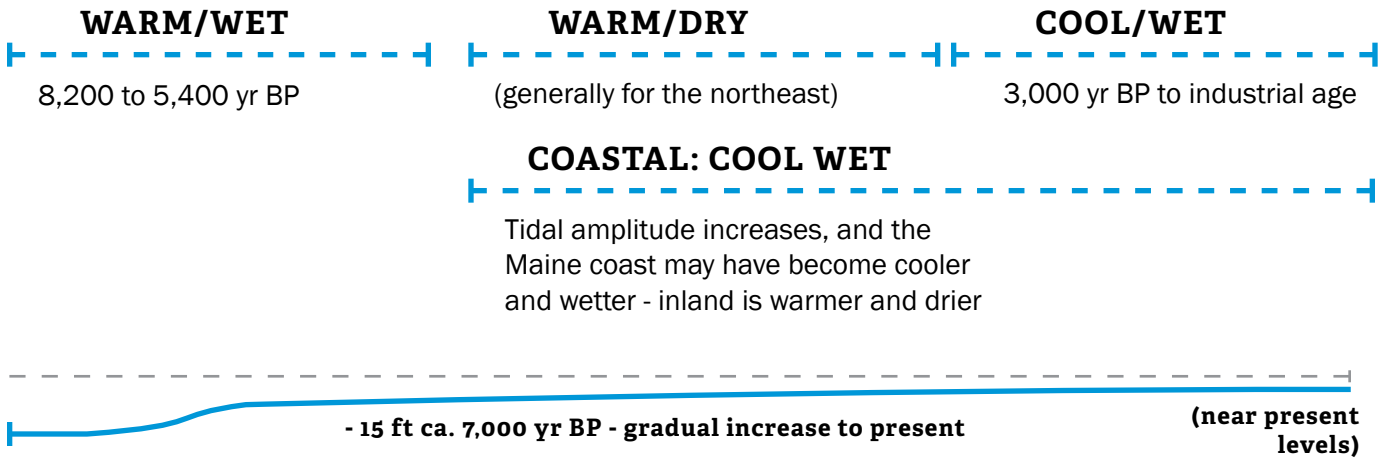 WARM/WET
WARM/DRY
COOL/WET
8,200 to 5,400 yr BP
(generally for the northeast)
3,000 yr BP to industrial age
COASTAL: COOL WET
Tidal amplitude increases, and the
Maine coast may have become cooler
and wetter - inland is warmer and drier
- 15 ft ca. 7,000 yr BP - gradual increase to present
(near present
levels)